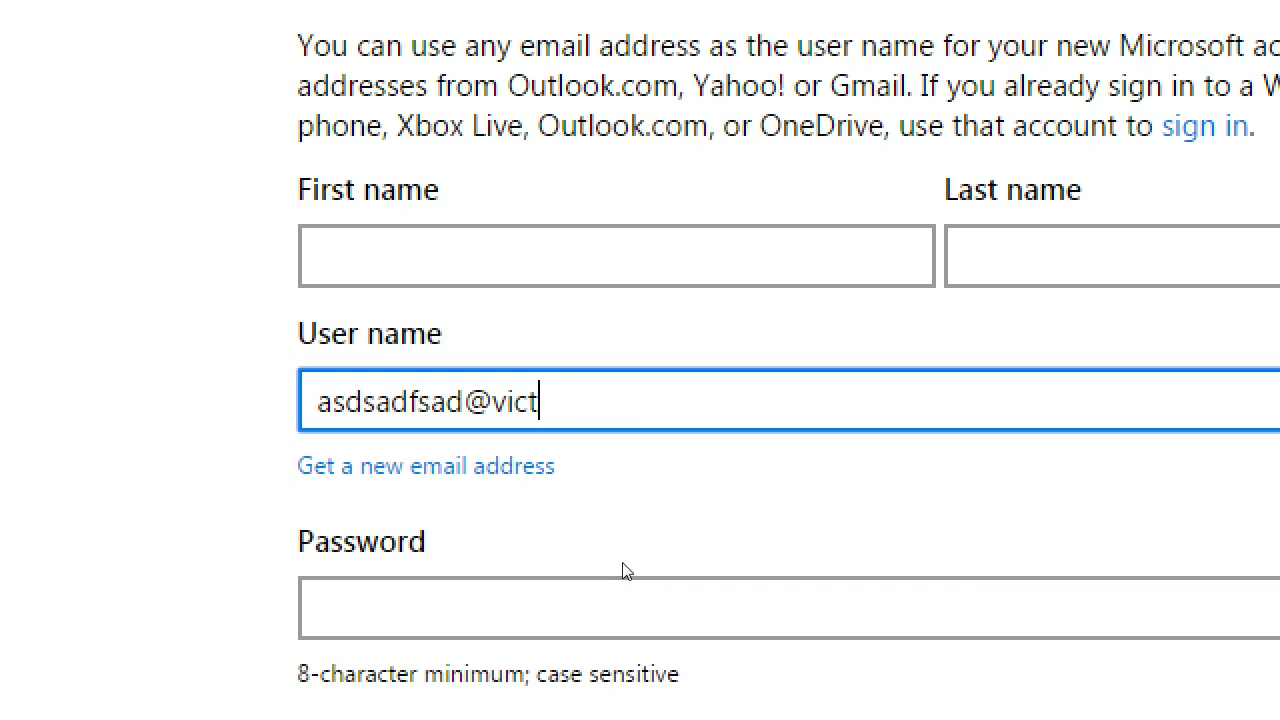 You can use any email address as the user name for your new Microsoft
addresses from Outlook.com, Yahoo! or Gmail. If you already sign in to a
phone, Xbox Live, Outlook.com, or OneDrive, use that account to sign in.
First name Last name
User name
asdsadfsad@vict
Get a new email address
Password
8-character minimum; case sensitive